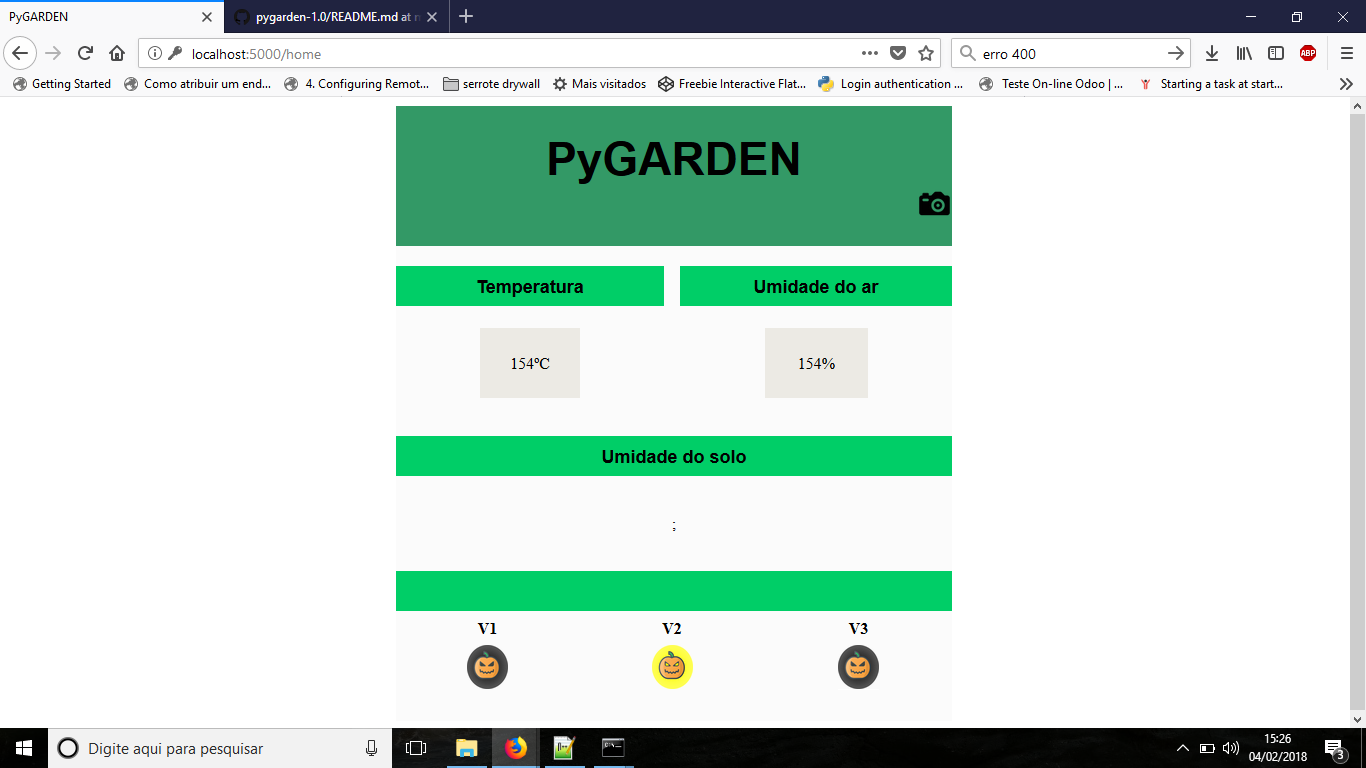 PyGARDEN
pygarden-1.0/README.md at
localhost:5000/home
erro 400
ABP
Getting Started
Como atribuir um end...
4. Configuring Remot...
serrote drywall
Mais visitados
Freebie Interactive Flat...
Login authentication ...
Teste On-line Odoo | ...
Starting a task at start...
PyGARDEN
Temperatura
Umidade do ar
154ºC
154%
Umidade do solo
;
V1
V2
V3
Digite aqui para pesquisar
15:26
04/02/2018
3